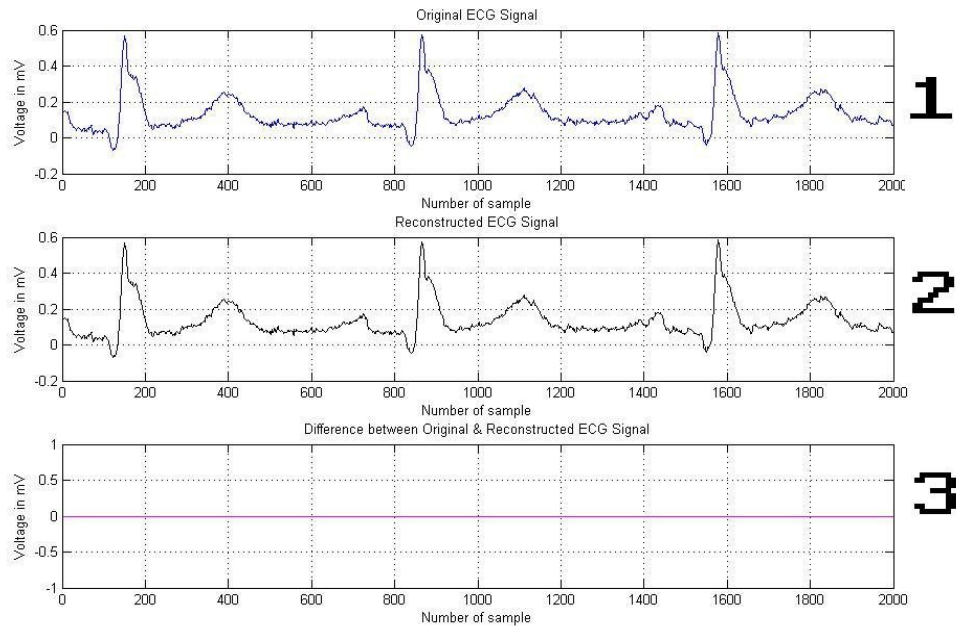 Original ECG Signal
0.6
0.4
0.2
0
-0.2
Voltage in mV
0 200 400 600 800 1000 1200 1400 1600 1800 2000
Number of sample
1
Reconstructed ECG Signal
0.6
0.4
0.2
0
-0.2
Voltage in mV
0 200 400 600 800 1000 1200 1400 1600 1800 2000
Number of sample
2
Difference between Original & Reconstructed ECG Signal
1
0.5
0
-0.5
-1
Voltage in mV
0 200 400 600 800 1000 1200 1400 1600 1800 2000
Number of sample
3